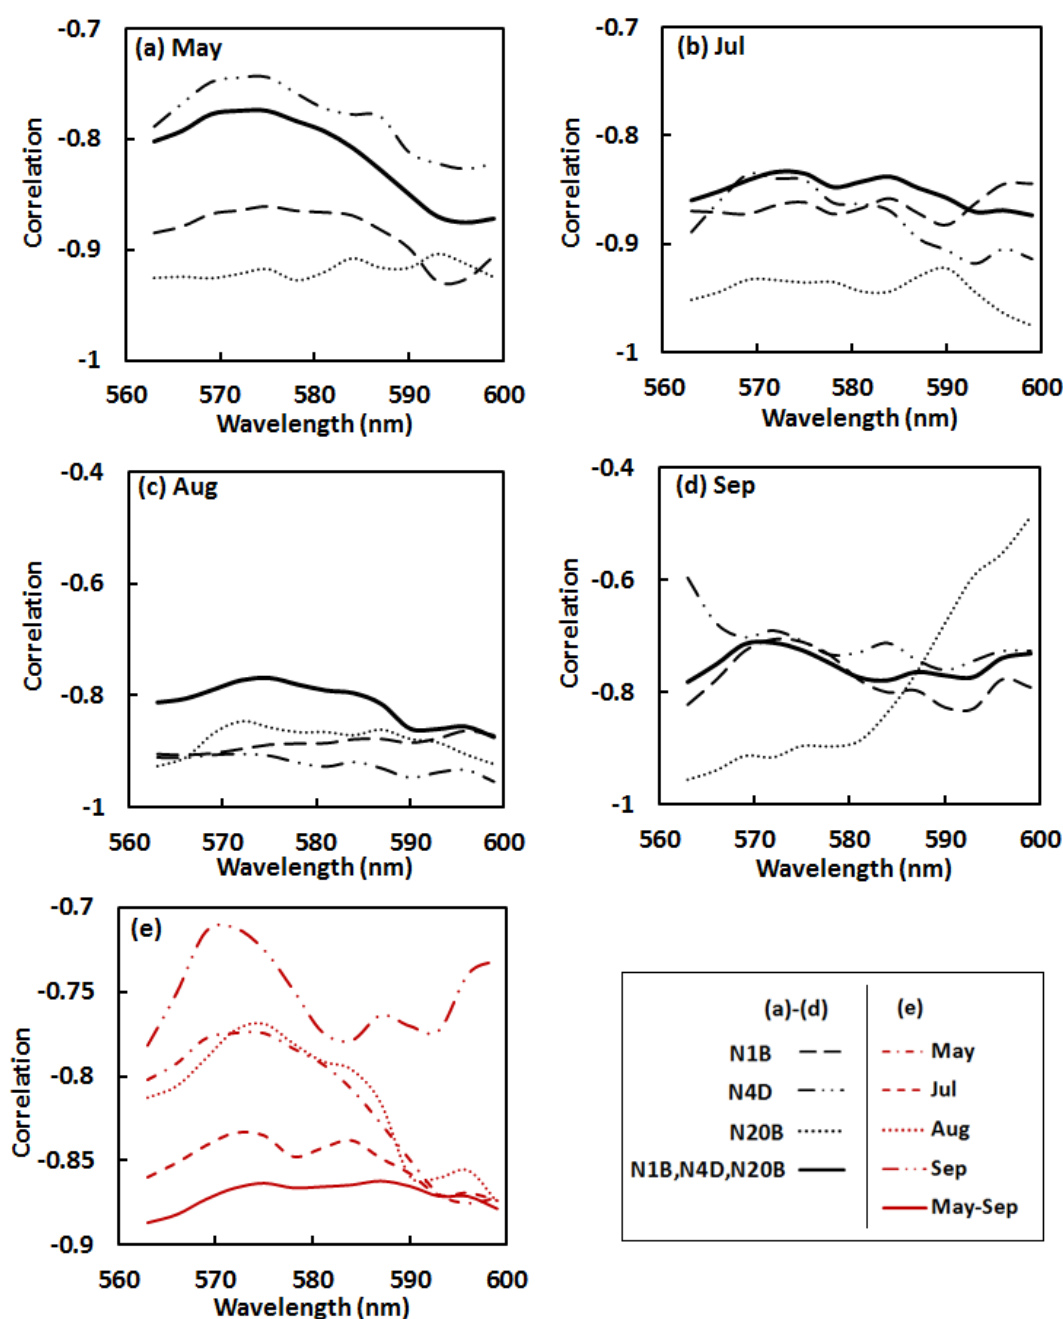 (a) May
-0.7
-0.8
-0.9
-1
Correlation
560 570 580 590 600
Wavelength (nm)
(b) Jul
-0.7
-0.8
-0.9
-1
Correlation
560 570 580 590 600
Wavelength (nm)
(c) Aug
-0.4
-0.6
-0.8
-1
Correlation
560 570 580 590 600
Wavelength (nm)
(d) Sep
-0.4
-0.6
-0.8
-1
Correlation
560 570 580 590 600
Wavelength (nm)
(e)
-0.7
-0.75
-0.8
-0.85
-0.9
Correlation
560 570 580 590 600
Wavelength (nm)
(a)-(d)
N1B
N4D
N20B
N1B,N4D,N20B
(e)
May
Jul
Aug
Sep
May-Sep